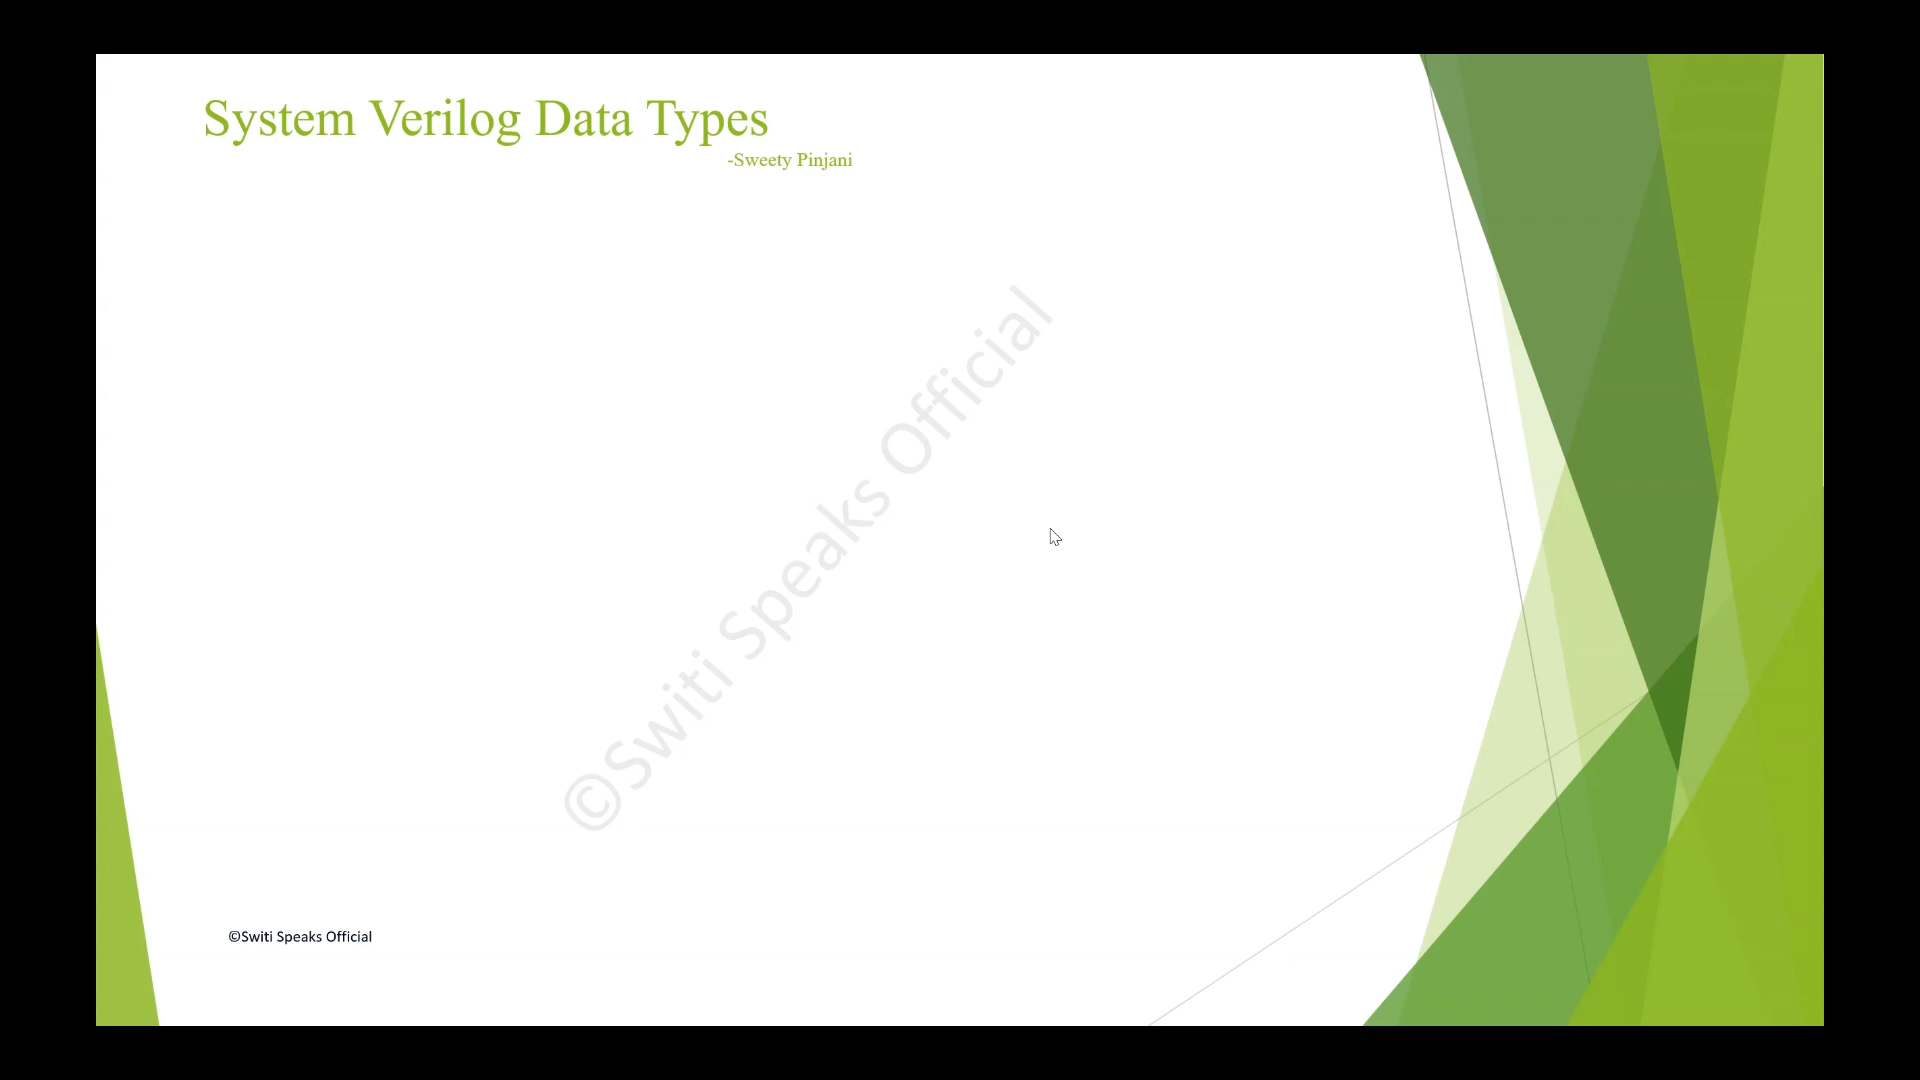 System Verilog Data Types
-Sweety Pinjani
©Switi Speaks Official
©Switi Speaks Official